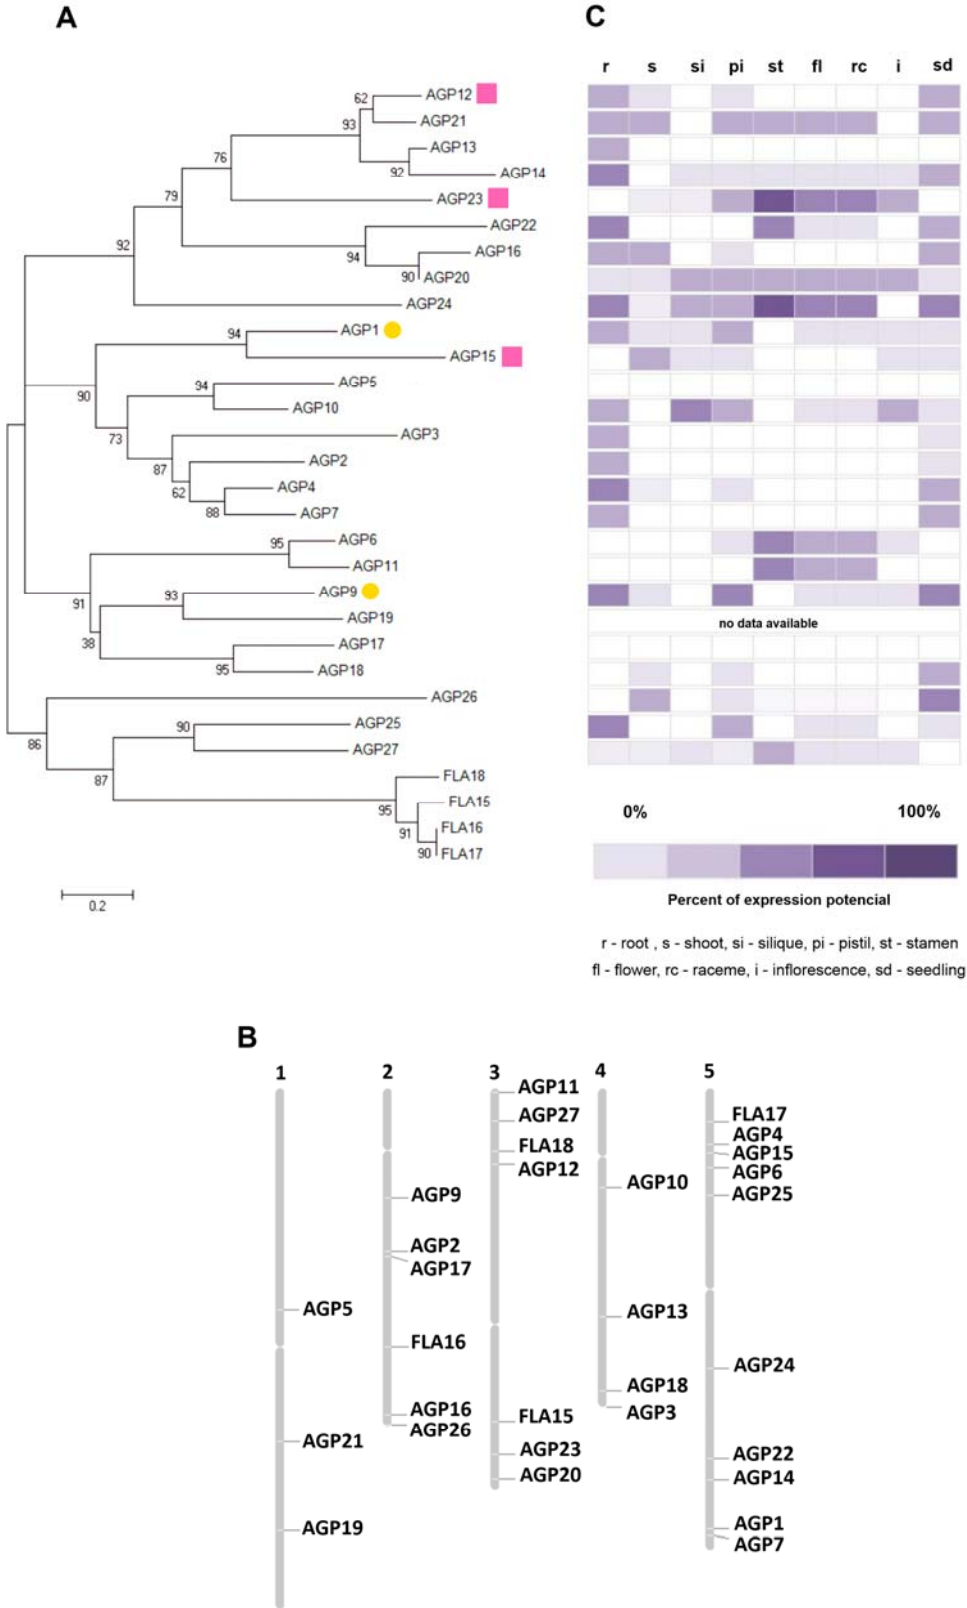 A
C
r s si pi st fl rc i sd
62
AGP12
AGP21
93
AGP13
76
92
AGP14
79
AGP23
AGP22
92
94
AGP16
90
AGP20
AGP24
AGP1
94
AGP15
90
94
AGP5
AGP10
73
AGP3
87
AGP2
62
AGP4
88
AGP7
95
AGP6
AGP11
91
93
AGP9
AGP19
no data available
38
AGP17
95
AGP18
AGP26
86
90
AGP25
AGP27
87
FLA18
95
FLA15
91
FLA16
90
FLA17
0.2
0% 100%
Percent of expression potencial
r - root , s - shoot, si - silique, pi - pistil, st - stamen
fl - flower, rc - raceme, i - inflorescence, sd - seedling
B
1
AGP5
AGP21
AGP19
2
AGP9
AGP2
AGP17
FLA16
AGP16
AGP26
3
AGP11
AGP27
FLA18
AGP12
FLA15
AGP23
AGP20
4
AGP10
AGP13
AGP18
AGP3
5
FLA17
AGP4
AGP15
AGP6
AGP25
AGP24
AGP22
AGP14
AGP1
AGP7